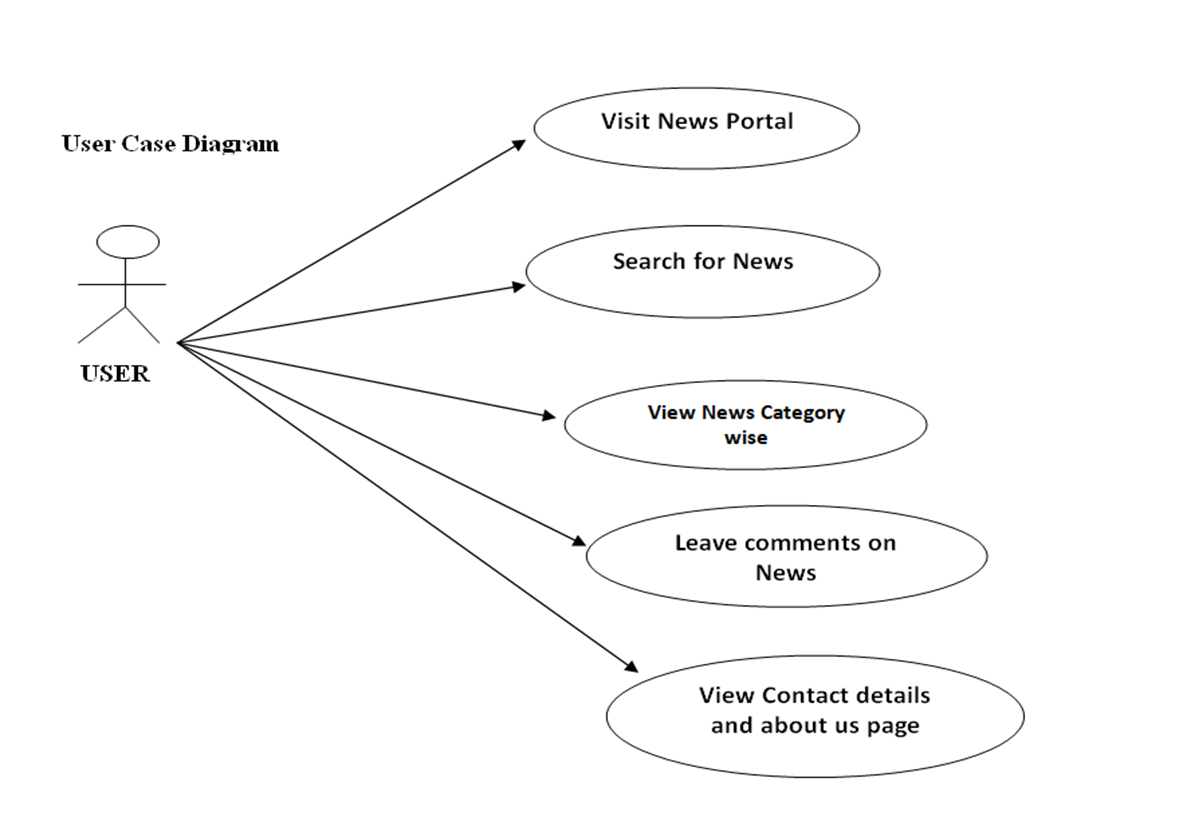 User Case Diagram
USER
Visit News Portal
Search for News
View News Category
wise
Leave comments on
News
View Contact details
and about us page